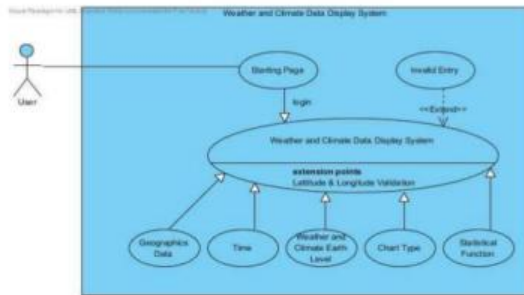 Weather and Climate Data Display System
Starting Page
Invalid Entry
User
login
<<Extend>>
Weather and Climate Data Display System
extension points
Lattitude & Longitude Validation
Geographics
Data
Time
Weather and
Climate Earth
Level
Chart Type
Statistical
Function